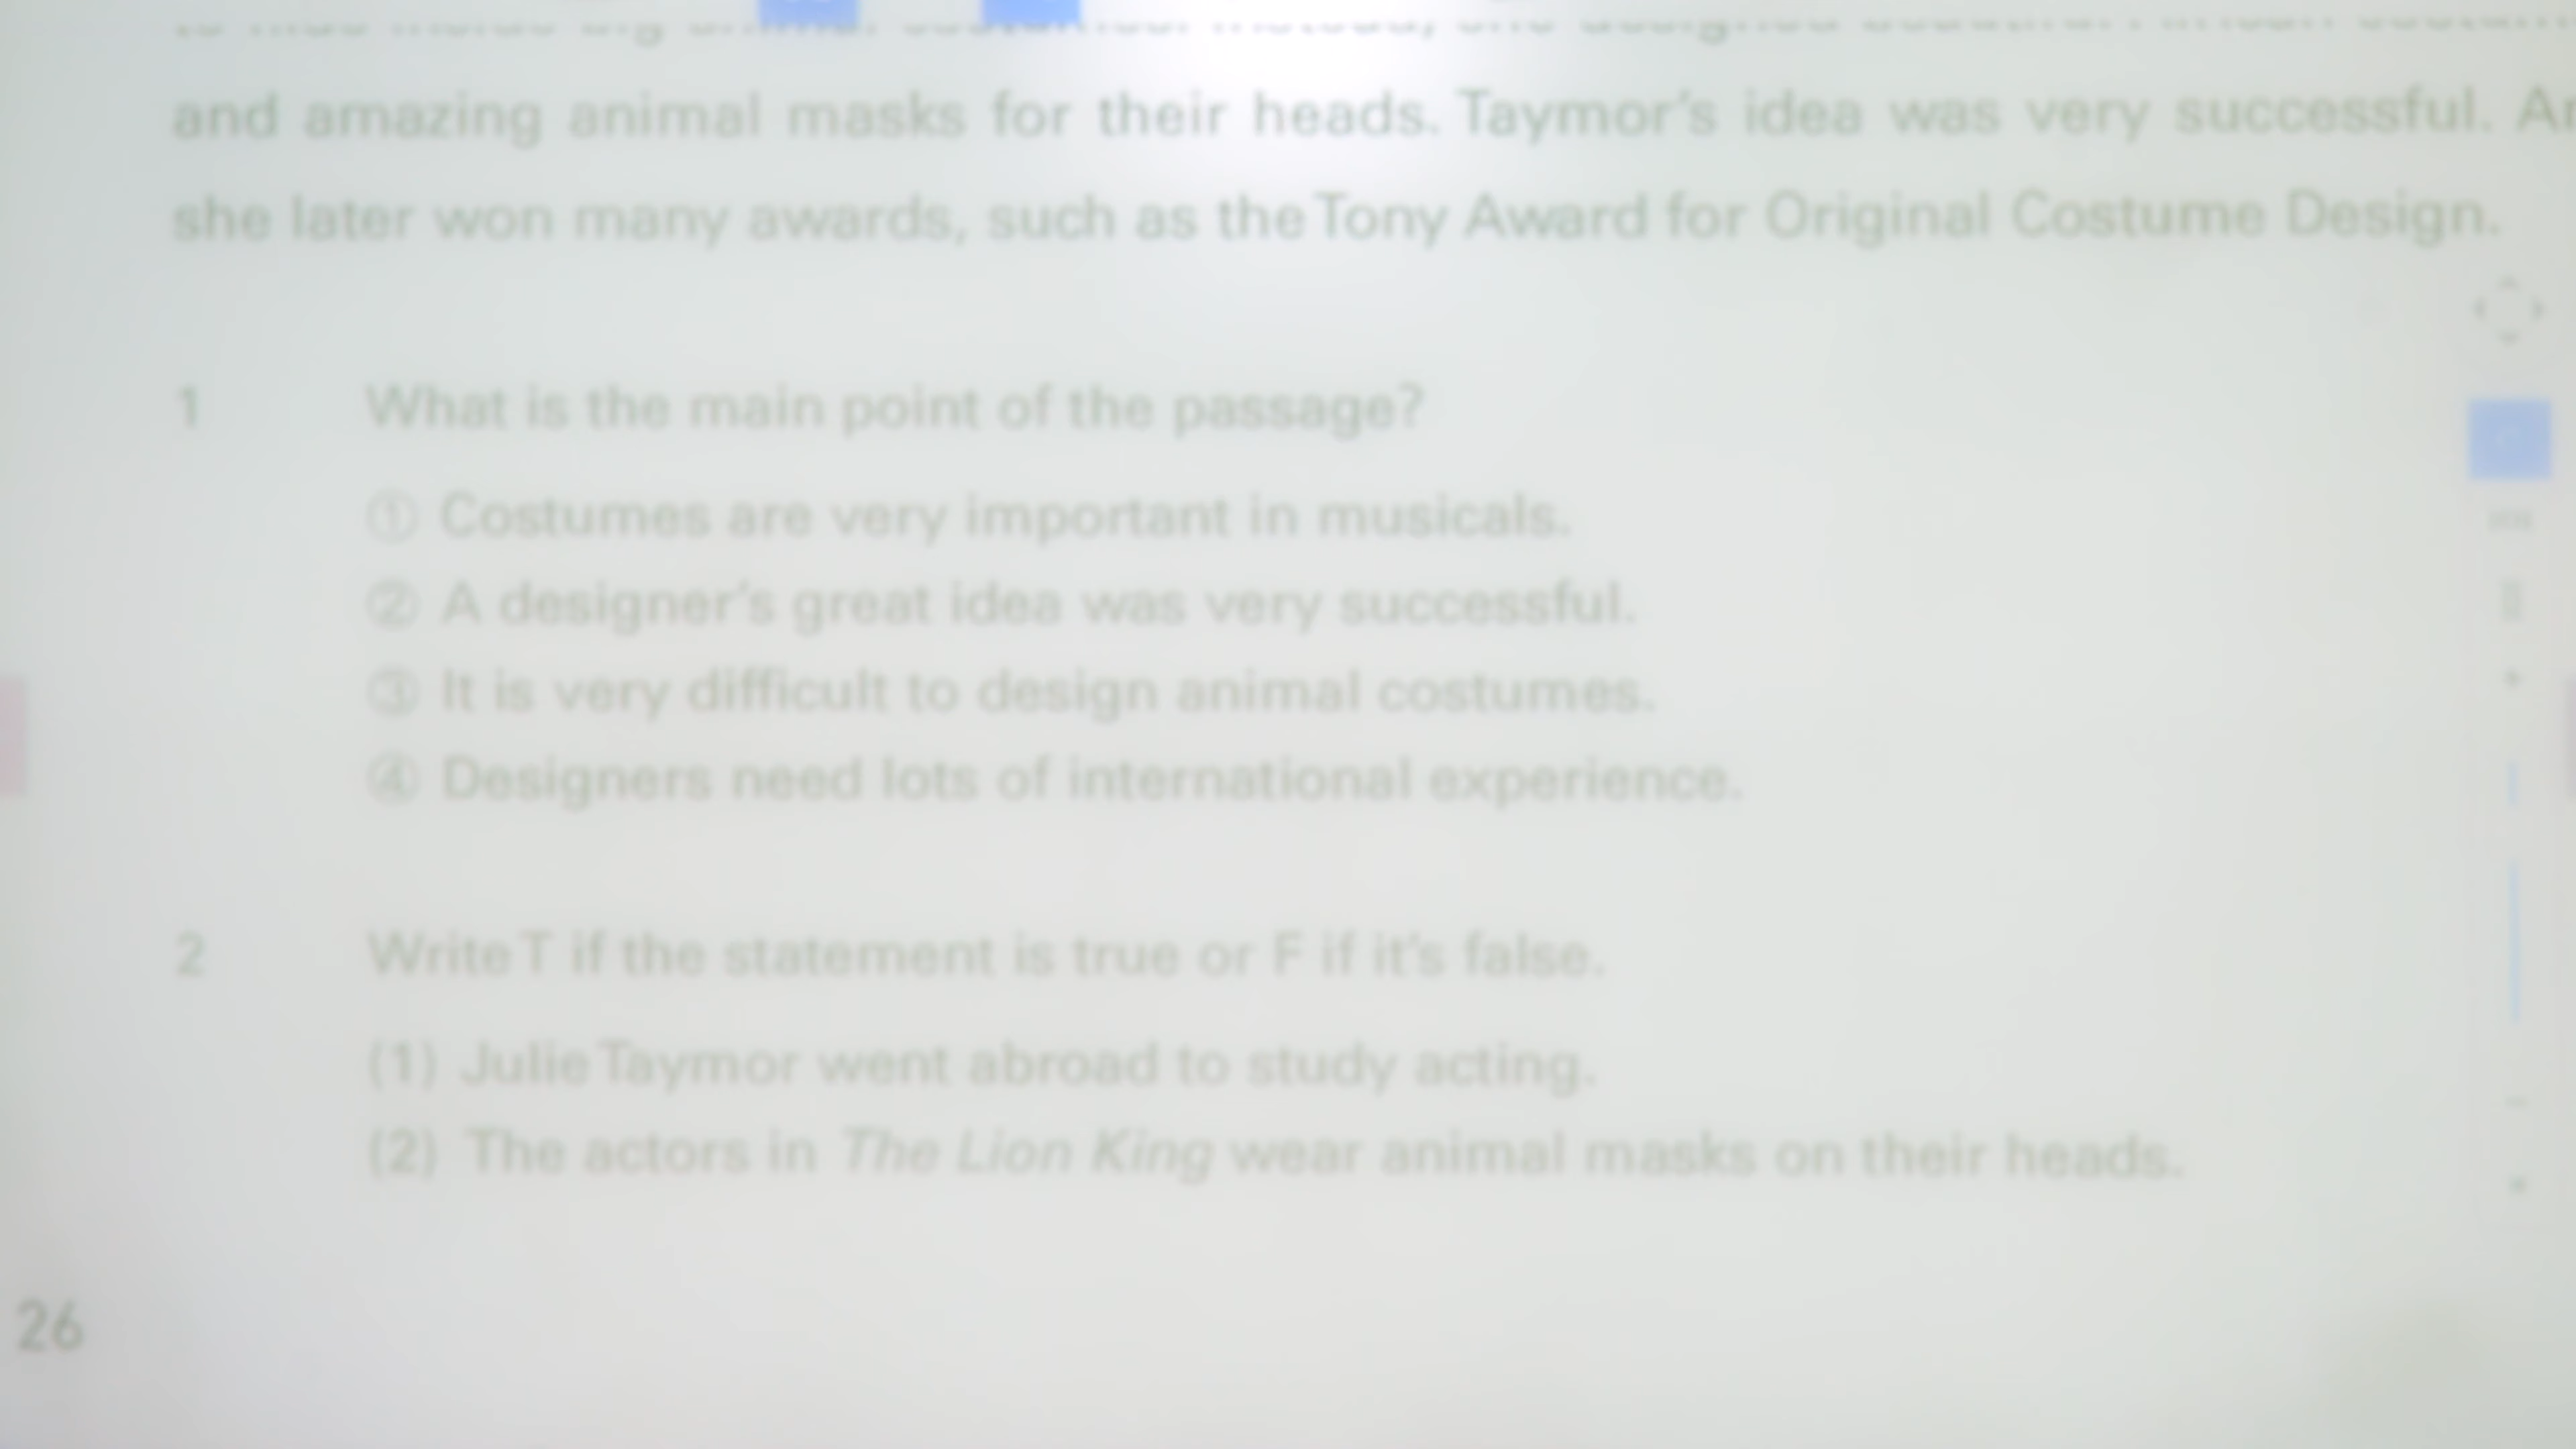 and amazing animal masks for their heads. Taymor's idea was very successful.
she later won many awards, such as the Tony Award for Original Costume Design.
1 What is the main point of the passage?
① Costumes are very important in musicals.
② A designer's great idea was very successful.
③ It is very difficult to design animal costumes.
④ Designers need lots of international experience.
2 Write T if the statement is true or F if it's false.
(1) Julie Taymor went abroad to study acting.
(2) The actors in The Lion King wear animal masks on their heads.
26